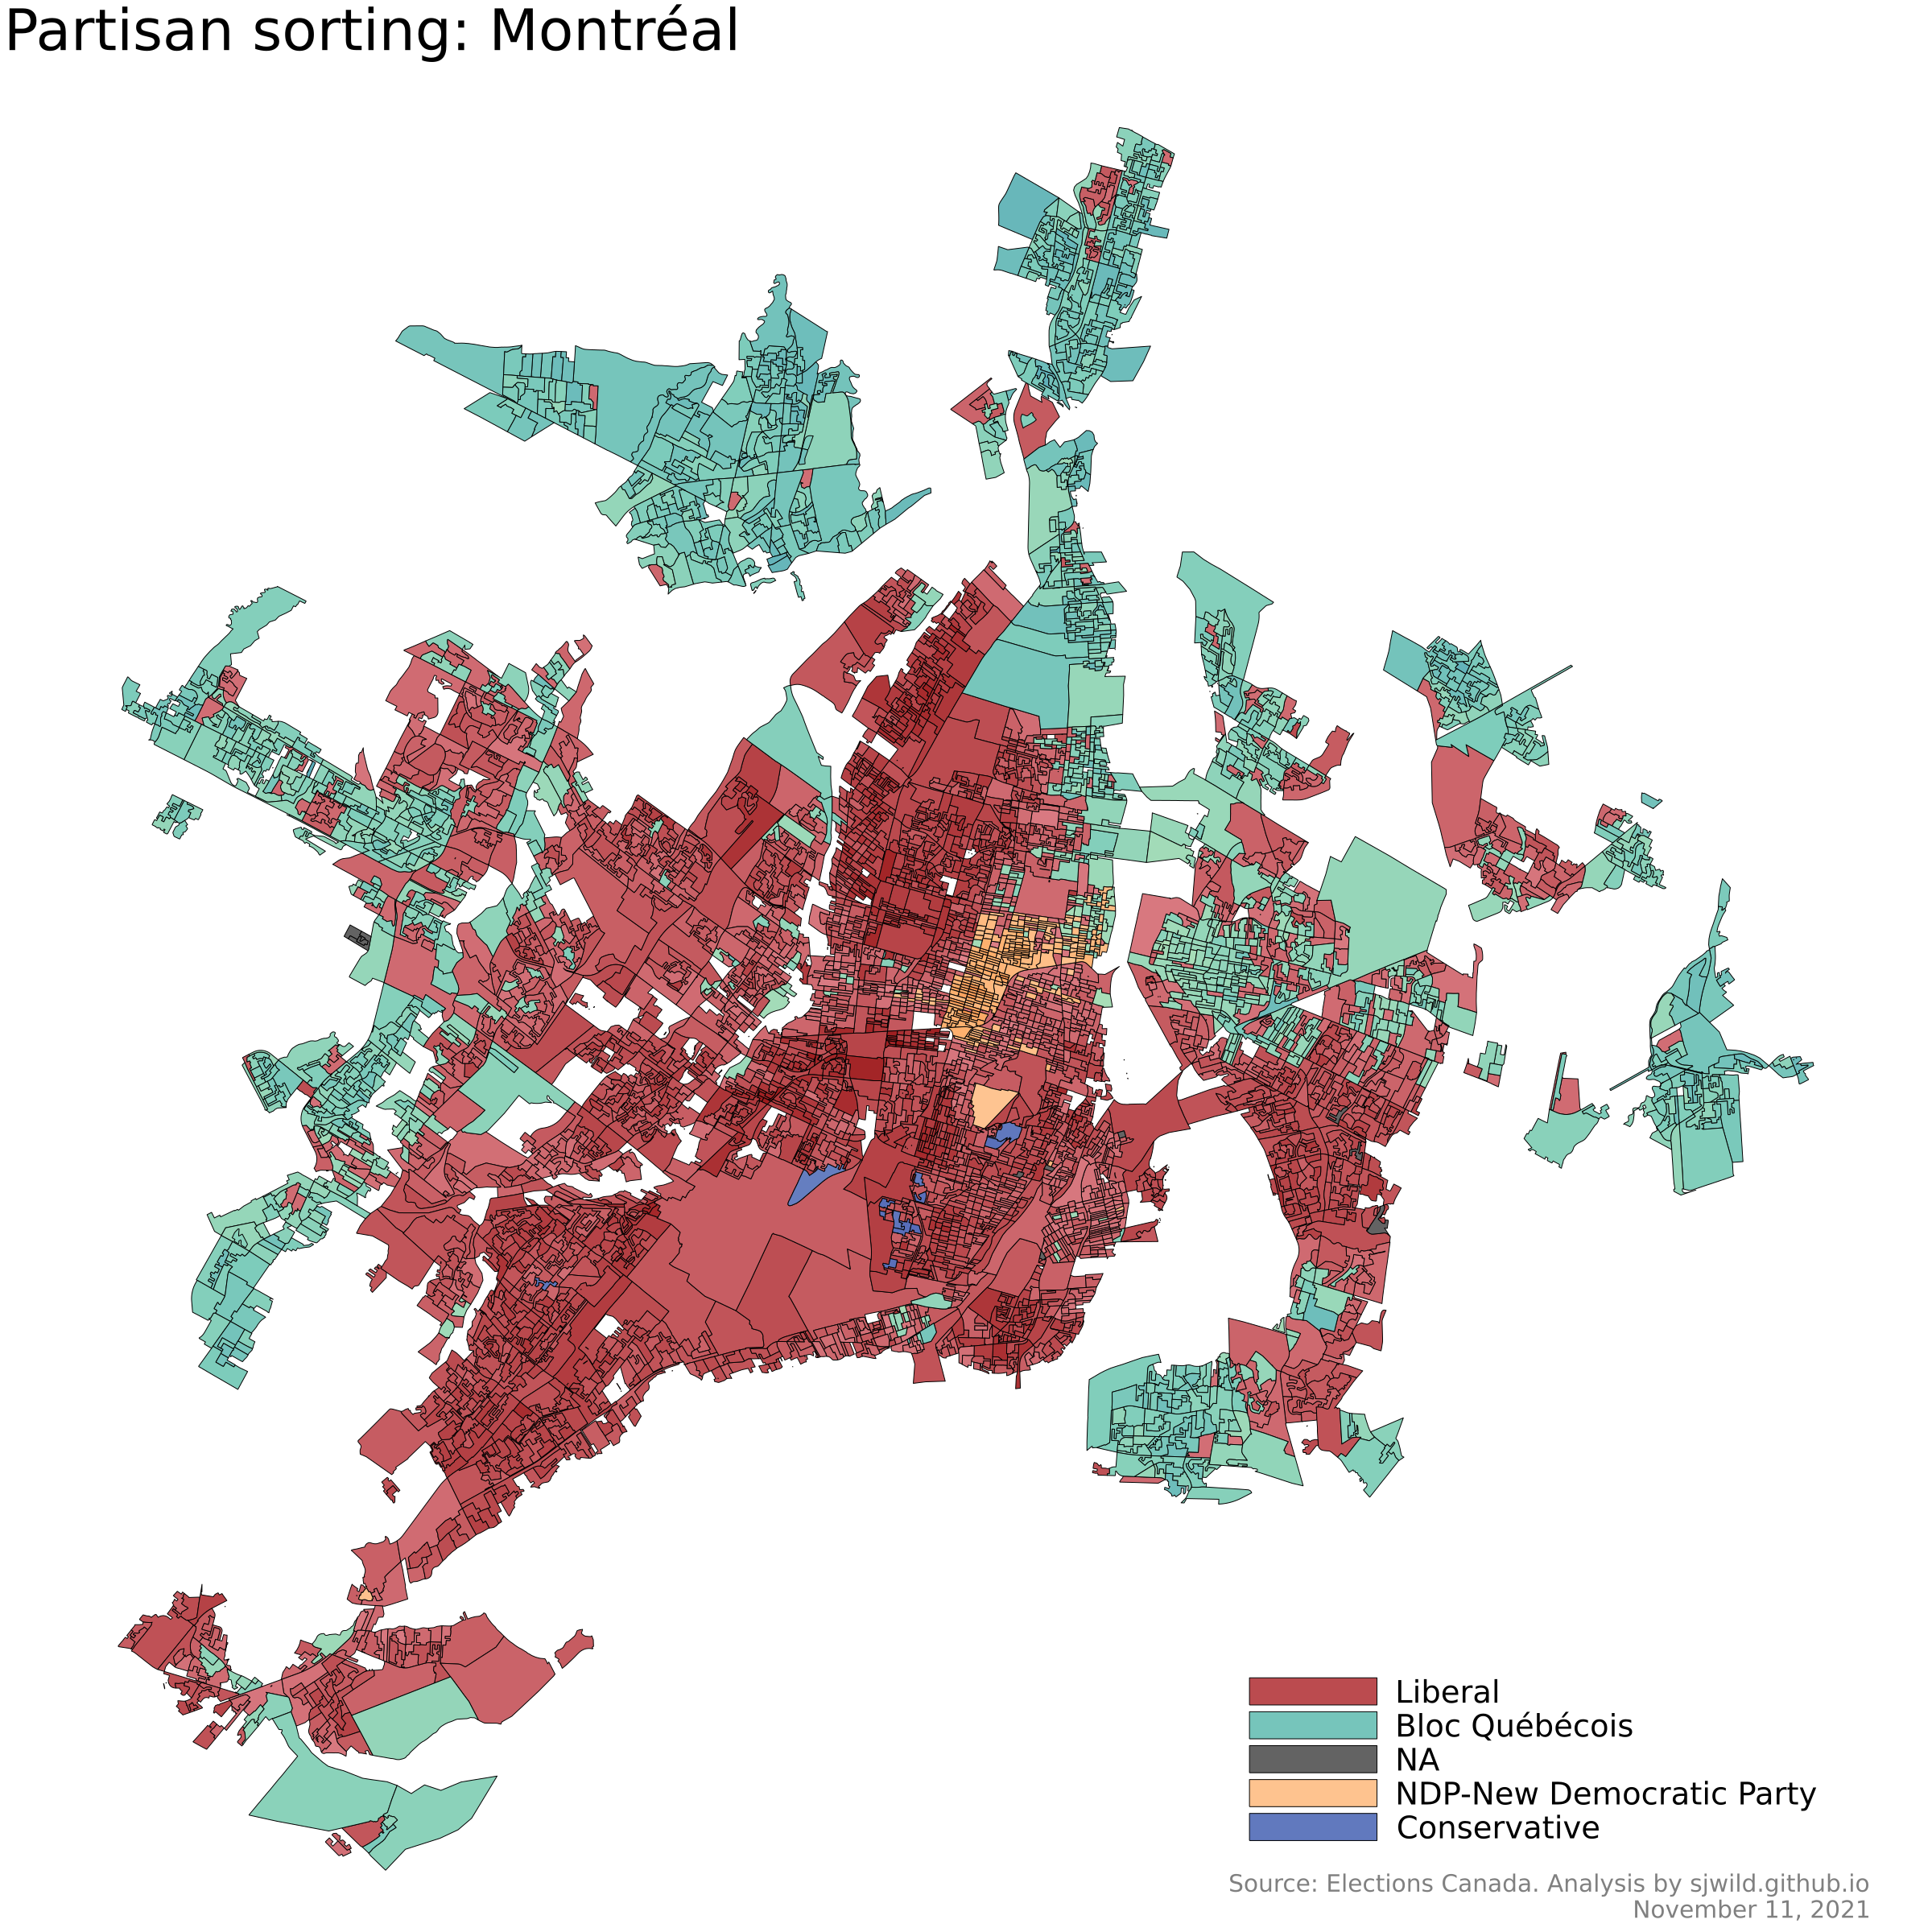 Partisan sorting: Montréal
Liberal
Bloc Québécois
NA
NDP-New Democratic Party
Conservative
Source: Elections Canada. Analysis by sjwild.github.io
November 11, 2021